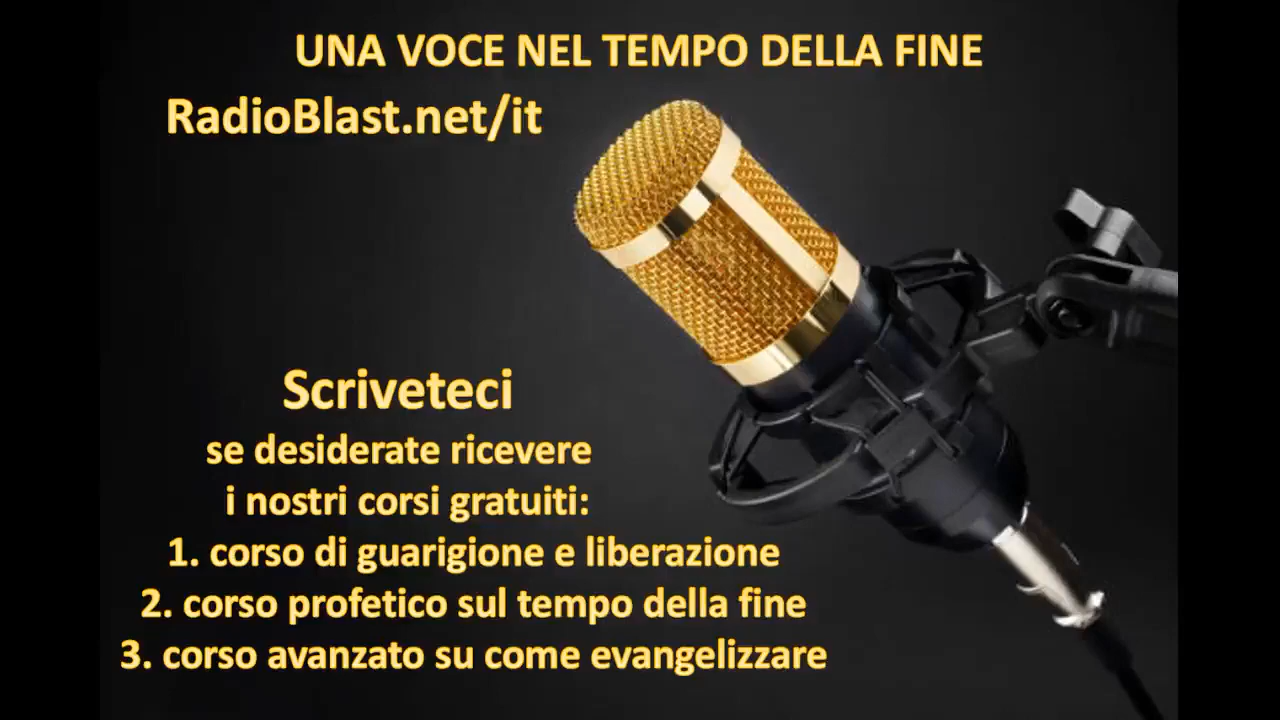 UNA VOCE NEL TEMPO DELLA FINE
RadioBlast.net/it
Scriveteci
se desiderate ricevere
i nostri corsi gratuiti:
1. corso di guarigione e liberazione
2. corso profetico sul tempo della fine
3. corso avanzato su come evangelizzare